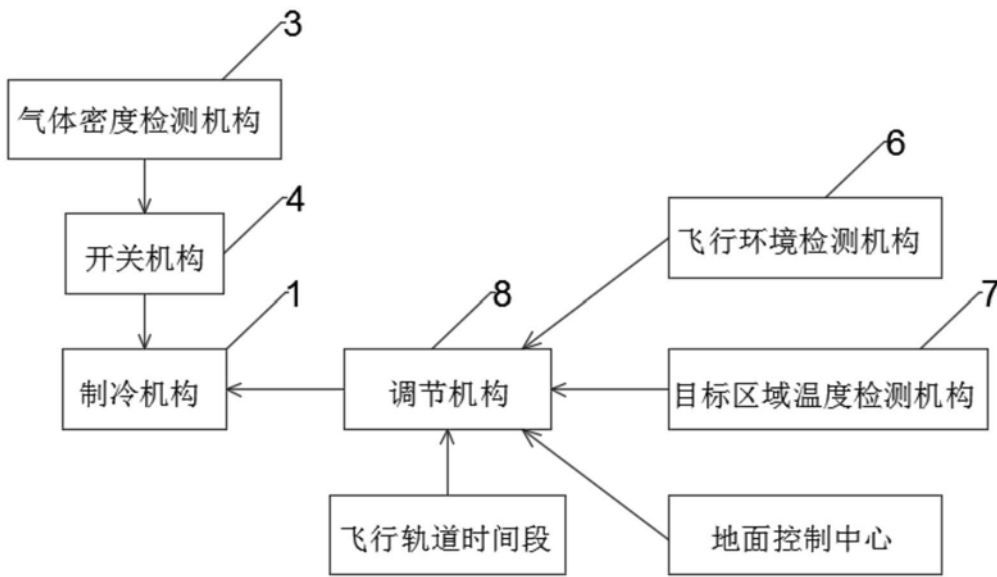 3
气体密度检测机构
4
开关机构
6
飞行环境检测机构
1
制冷机构
8
调节机构
7
目标区域温度检测机构
飞行轨道时间段
地面控制中心